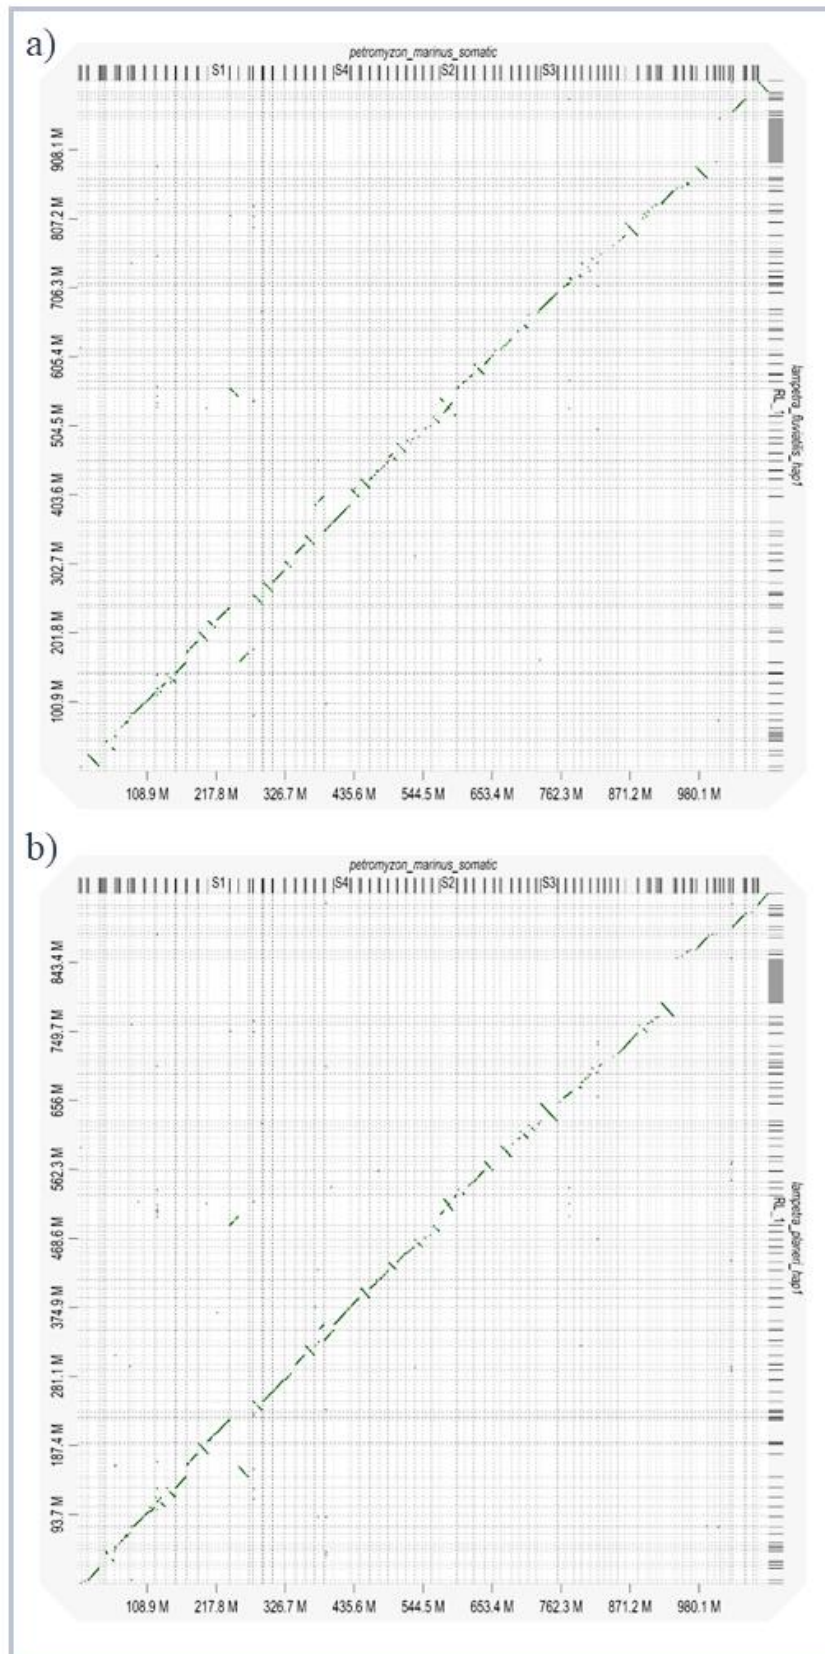 a)
petromyzon_marinus_somatic
S1 S4 S2 S3
908.1 M
807.2 M
706.3 M
605.4 M
504.5 M
403.6 M
302.7 M
201.8 M
100.9 M
RL_1
lampetra_fluviatilis_hap1
108.9 M 217.8 M 326.7 M 435.6 M 544.5 M 653.4 M 762.3 M 871.2 M 980.1 M
b)
petromyzon_marinus_somatic
S1 S4 S2 S3
843.4 M
749.7 M
656 M
562.3 M
468.6 M
374.9 M
281.1 M
187.4 M
93.7 M
RL_1
lampetra_planeri_hap1
108.9 M 217.8 M 326.7 M 435.6 M 544.5 M 653.4 M 762.3 M 871.2 M 980.1 M